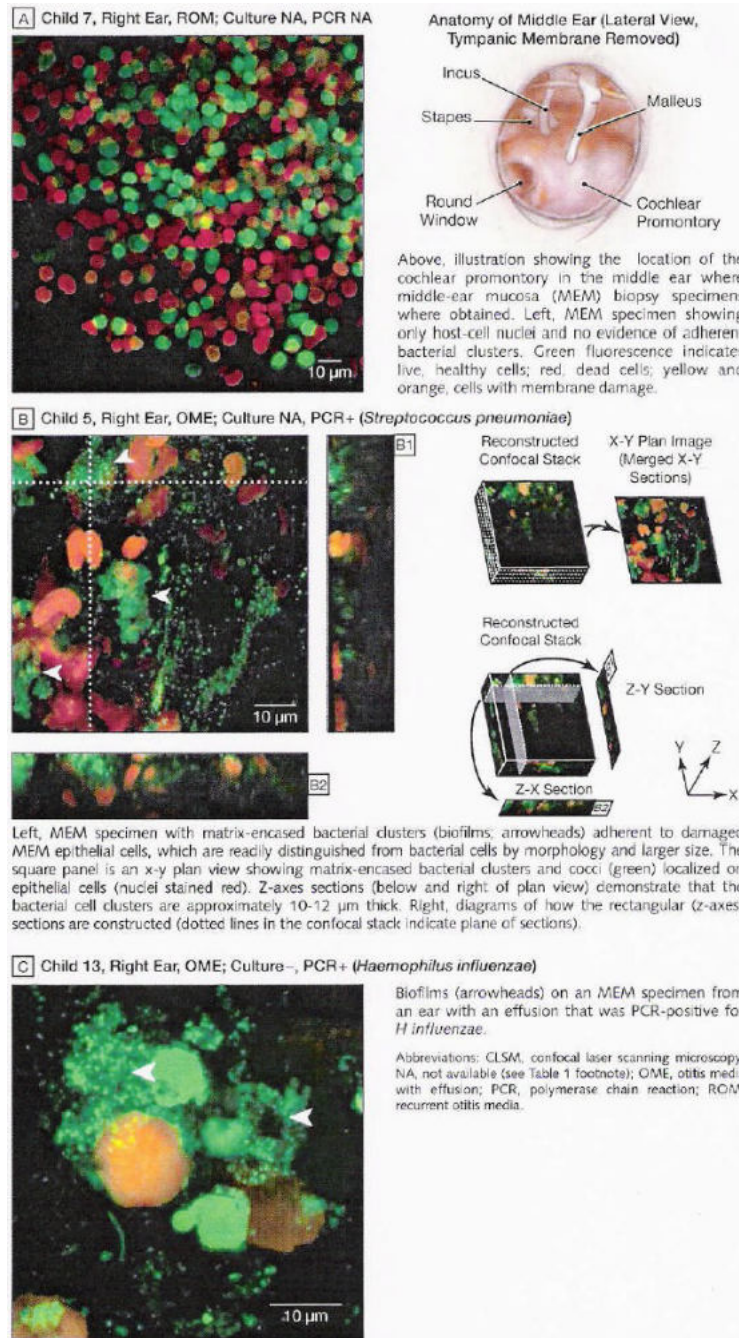 A Child 7, Right Ear, ROM; Culture NA, PCR NA
10 µm
Anatomy of Middle Ear (Lateral View,
Tympanic Membrane Removed)
Incus
Stapes
Malleus
Round
Window
Cochlear
Promontory
Above, illustration showing the location of the
cochlear promontory in the middle ear where
middle-ear mucosa (MEM) biopsy specimens
where obtained. Left, MEM specimen showing
only host-cell nuclei and no evidence of adheren
bacterial clusters. Green fluorescence indicates
live, healthy cells; red, dead cells; yellow and
orange, cells with membrane damage.
B Child 5, Right Ear, OME; Culture NA, PCR+ (Streptococcus pneumoniae)
B1
10 µm
B2
Reconstructed
Confocal Stack
X-Y Plan Image
(Merged X-Y
Sections)
Reconstructed
Confocal Stack
Z-Y Section
Z-X Section
B2
Y
Z
X
Left, MEM specimen with matrix-encased bacterial clusters (biofilms; arrowheads) adherent to damaged
MEM epithelial cells, which are readily distinguished from bacterial cells by morphology and larger size. The
square panel is an x-y plan view showing matrix-encased bacterial clusters and cocci (green) localized on
epithelial cells (nuclei stained red). Z-axes sections (below and right of plan view) demonstrate that the
bacterial cell clusters are approximately 10-12 µm thick. Right, diagrams of how the rectangular (z-axes
sections are constructed (dotted lines in the confocal stack indicate plane of sections).
C Child 13, Right Ear, OME; Culture−, PCR+ (Haemophilus influenzae)
10 µm
Biofilms (arrowheads) on an MEM specimen from
an ear with an effusion that was PCR-positive fo
H influenzae.
Abbreviations: CLSM, confocal laser scanning microscopy
NA, not available (see Table 1 footnote); OME, otitis medi
with effusion; PCR, polymerase chain reaction; ROM
recurrent otitis media.